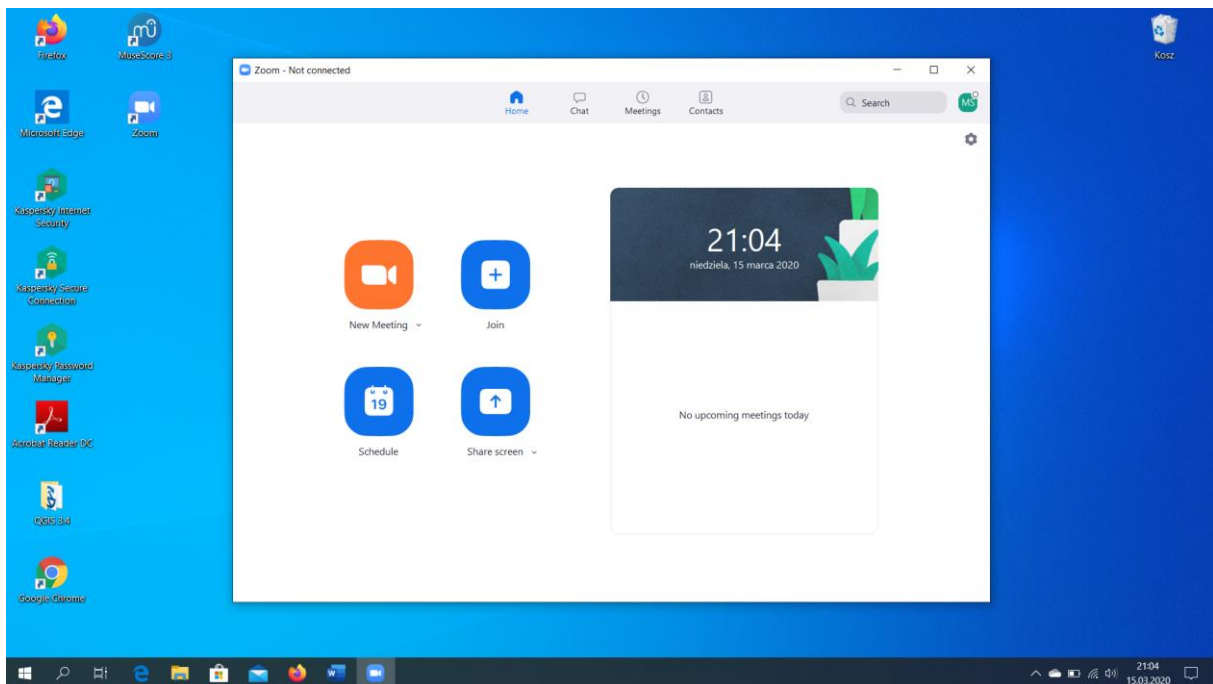 Firefox
MuseScore 3
Kosz
Microsoft Edge
Zoom
Kaspersky Internet
Security
Kaspersky Secure
Connection
Kaspersky Password
Manager
Acrobat Reader DC
QGIS 3.4
Google Chrome
Zoom - Not connected
Home
Chat
Meetings
Contacts
Search
MS
21:04
niedziela, 15 marca 2020
New Meeting
Join
19
Schedule
Share screen
No upcoming meetings today
21:04
15.03.2020